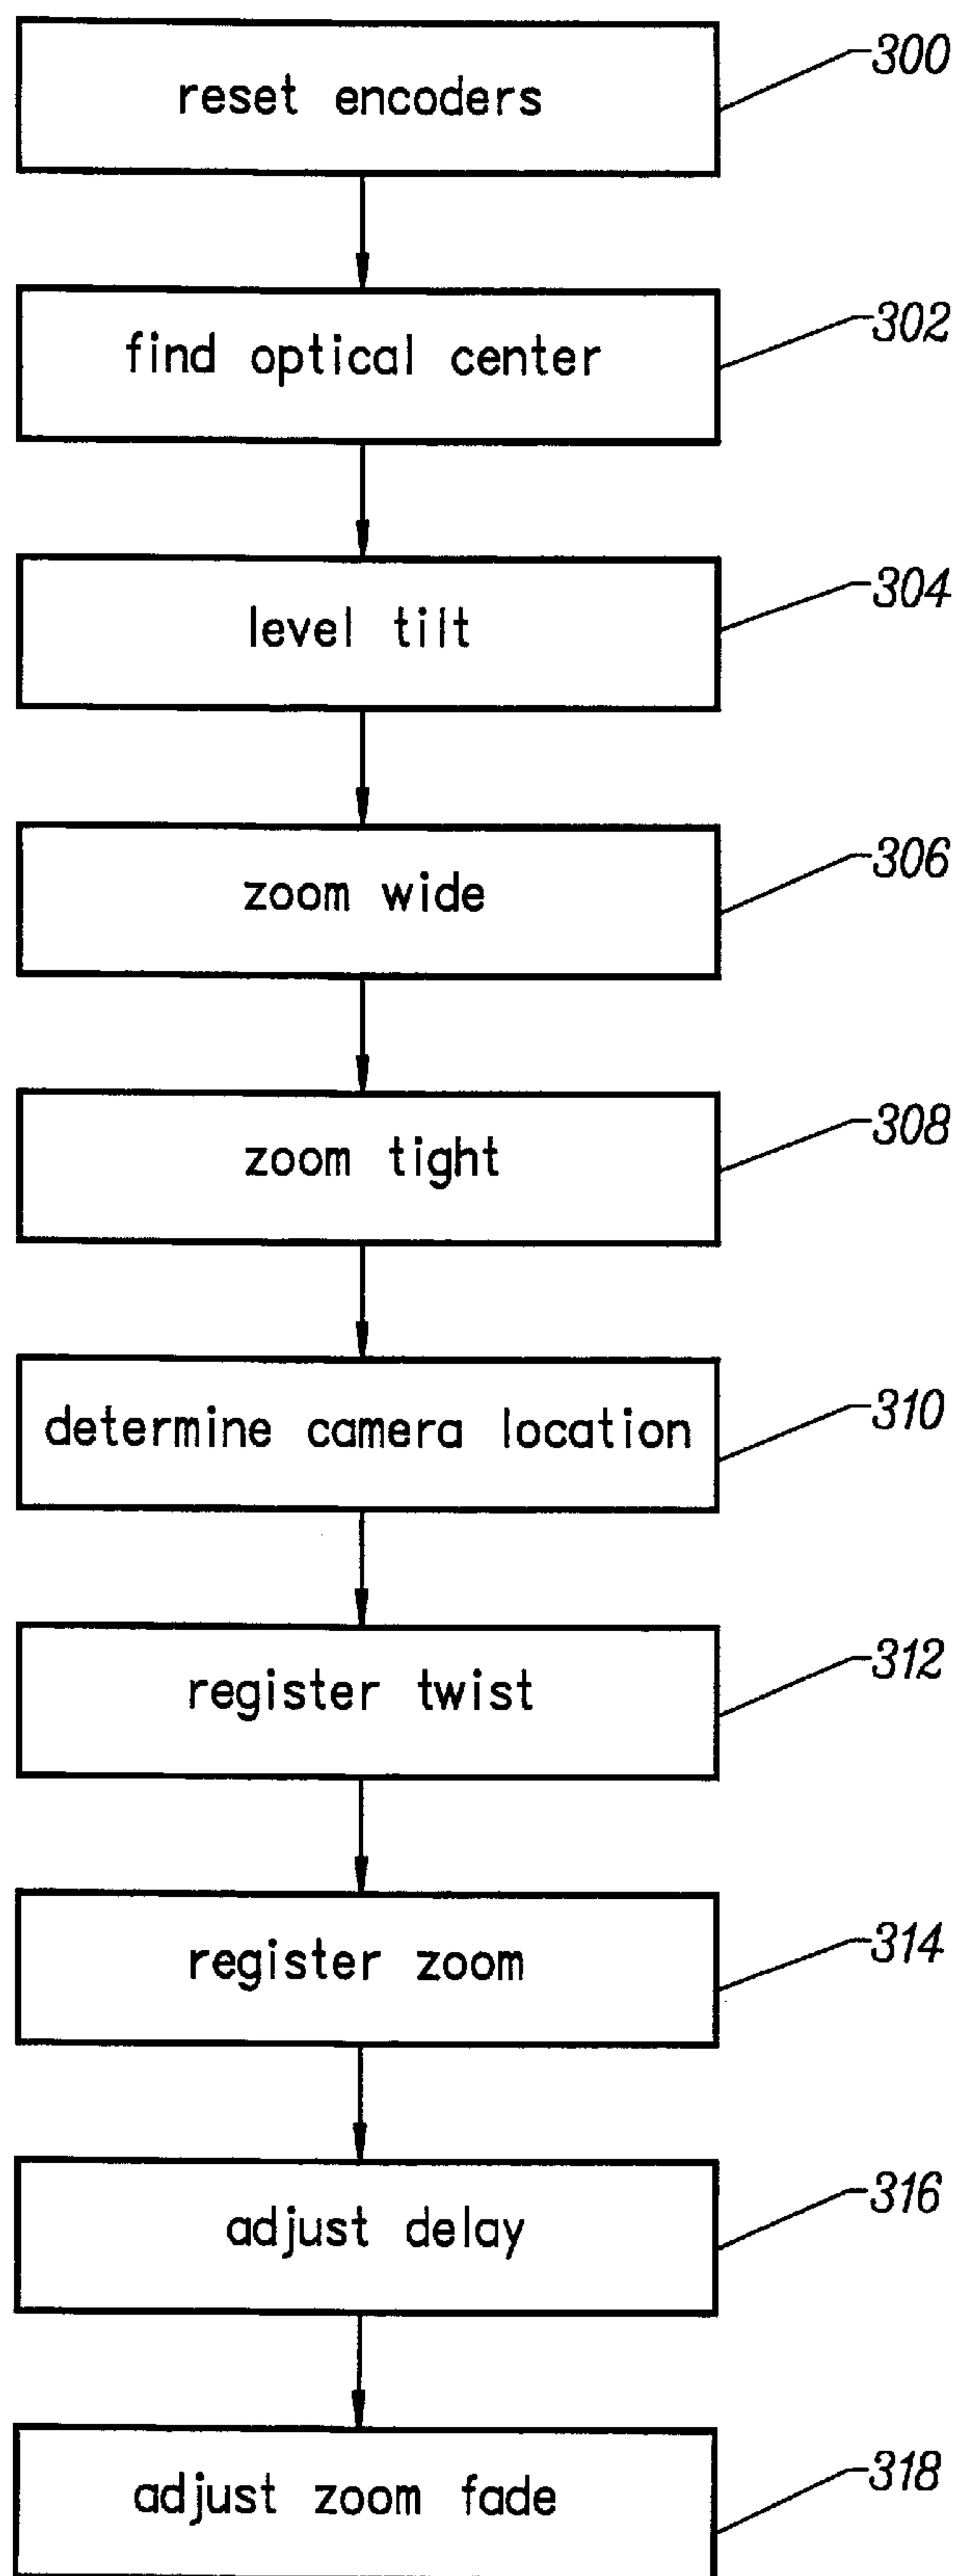 reset encoders 300
find optical center 302
level tilt 304
zoom wide 306
zoom tight 308
determine camera location 310
register twist 312
register zoom 314
adjust delay 316
adjust zoom fade 318